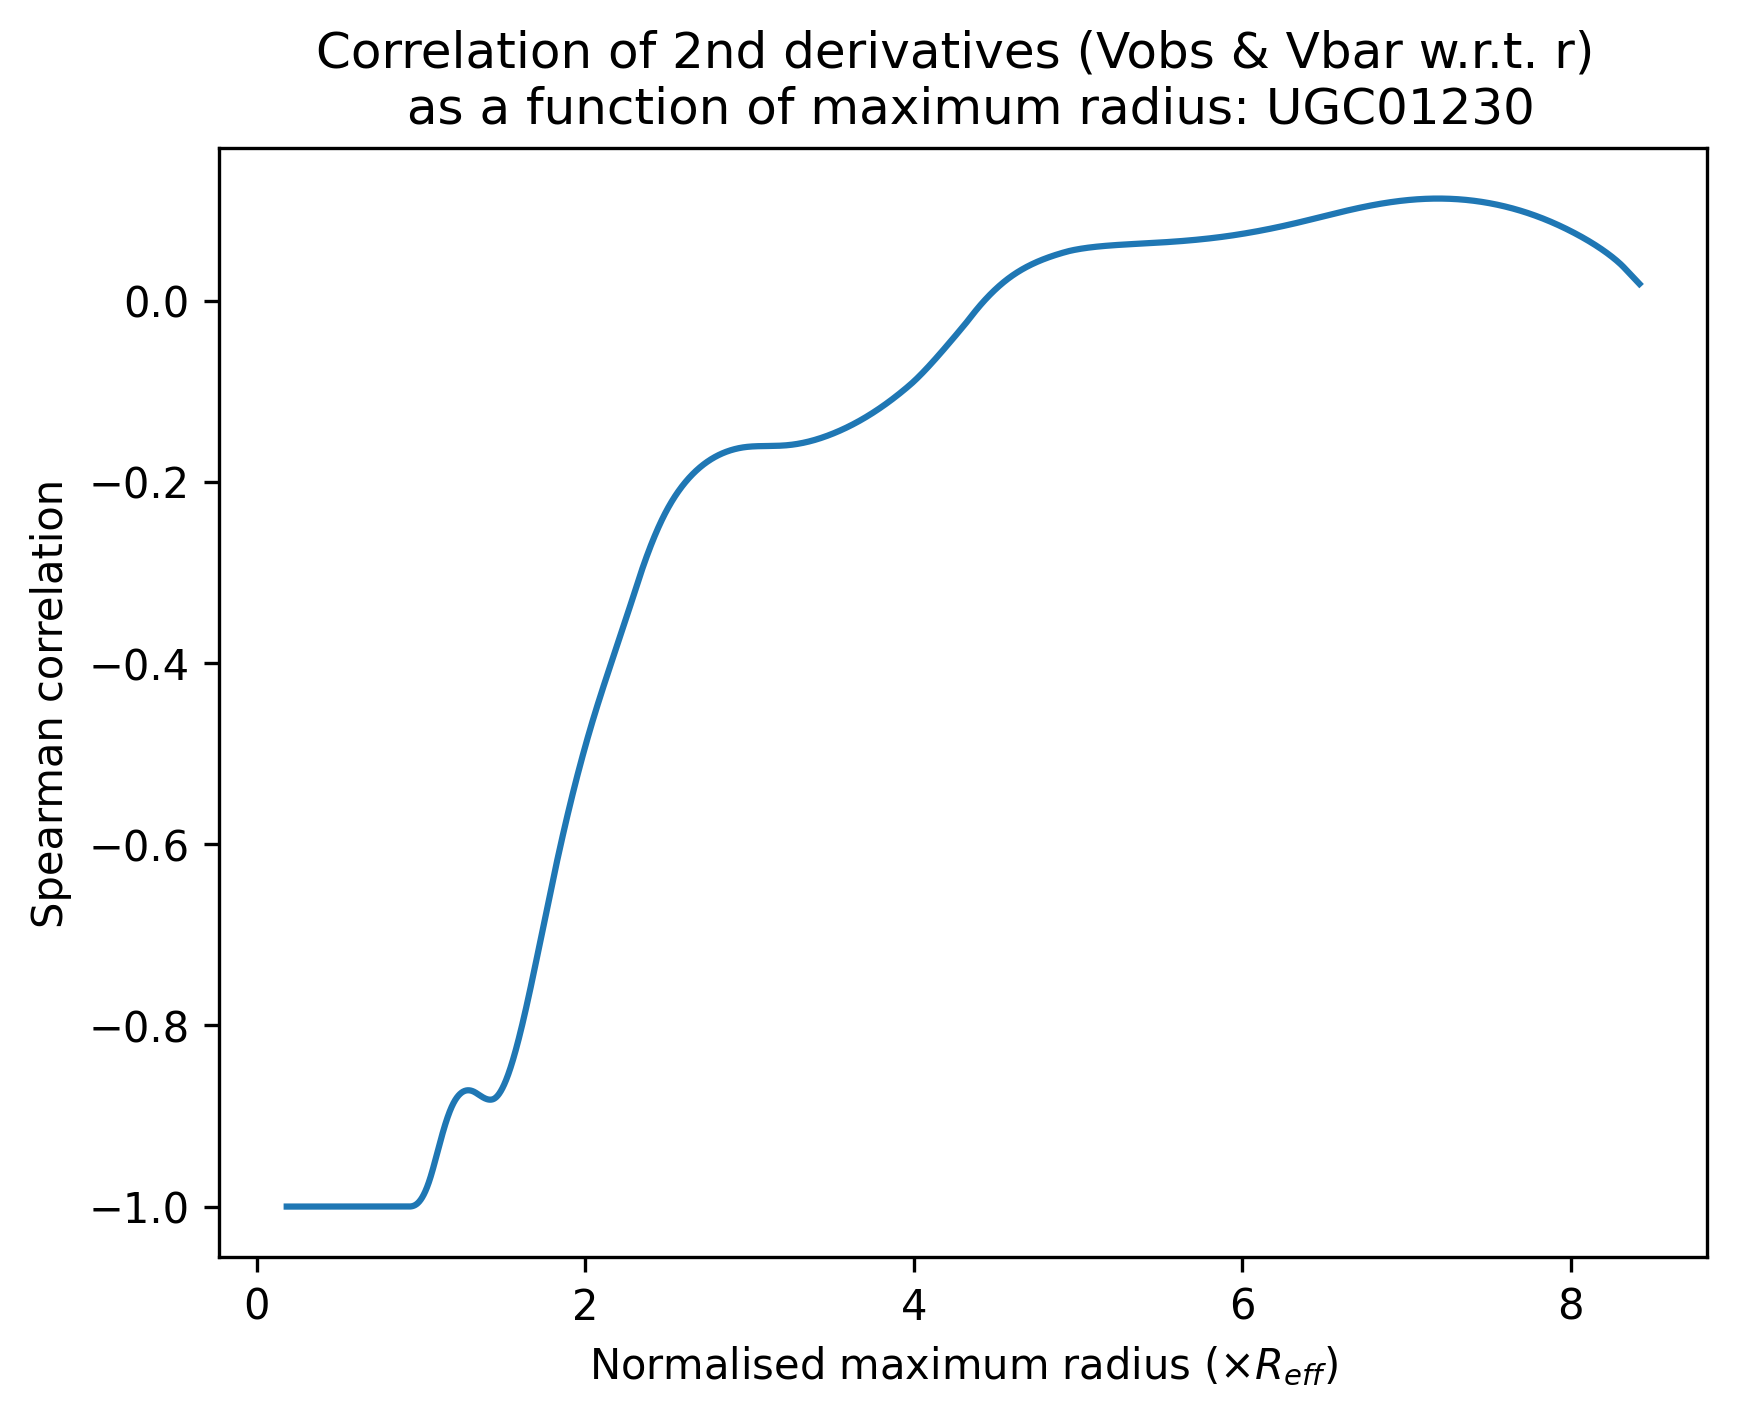 Correlation of 2nd derivatives (Vobs & Vbar w.r.t. r)
as a function of maximum radius: UGC01230
Spearman correlation
0.0
−0.2
−0.4
−0.6
−0.8
−1.0
0 2 4 6 8
Normalised maximum radius (×R_eff)